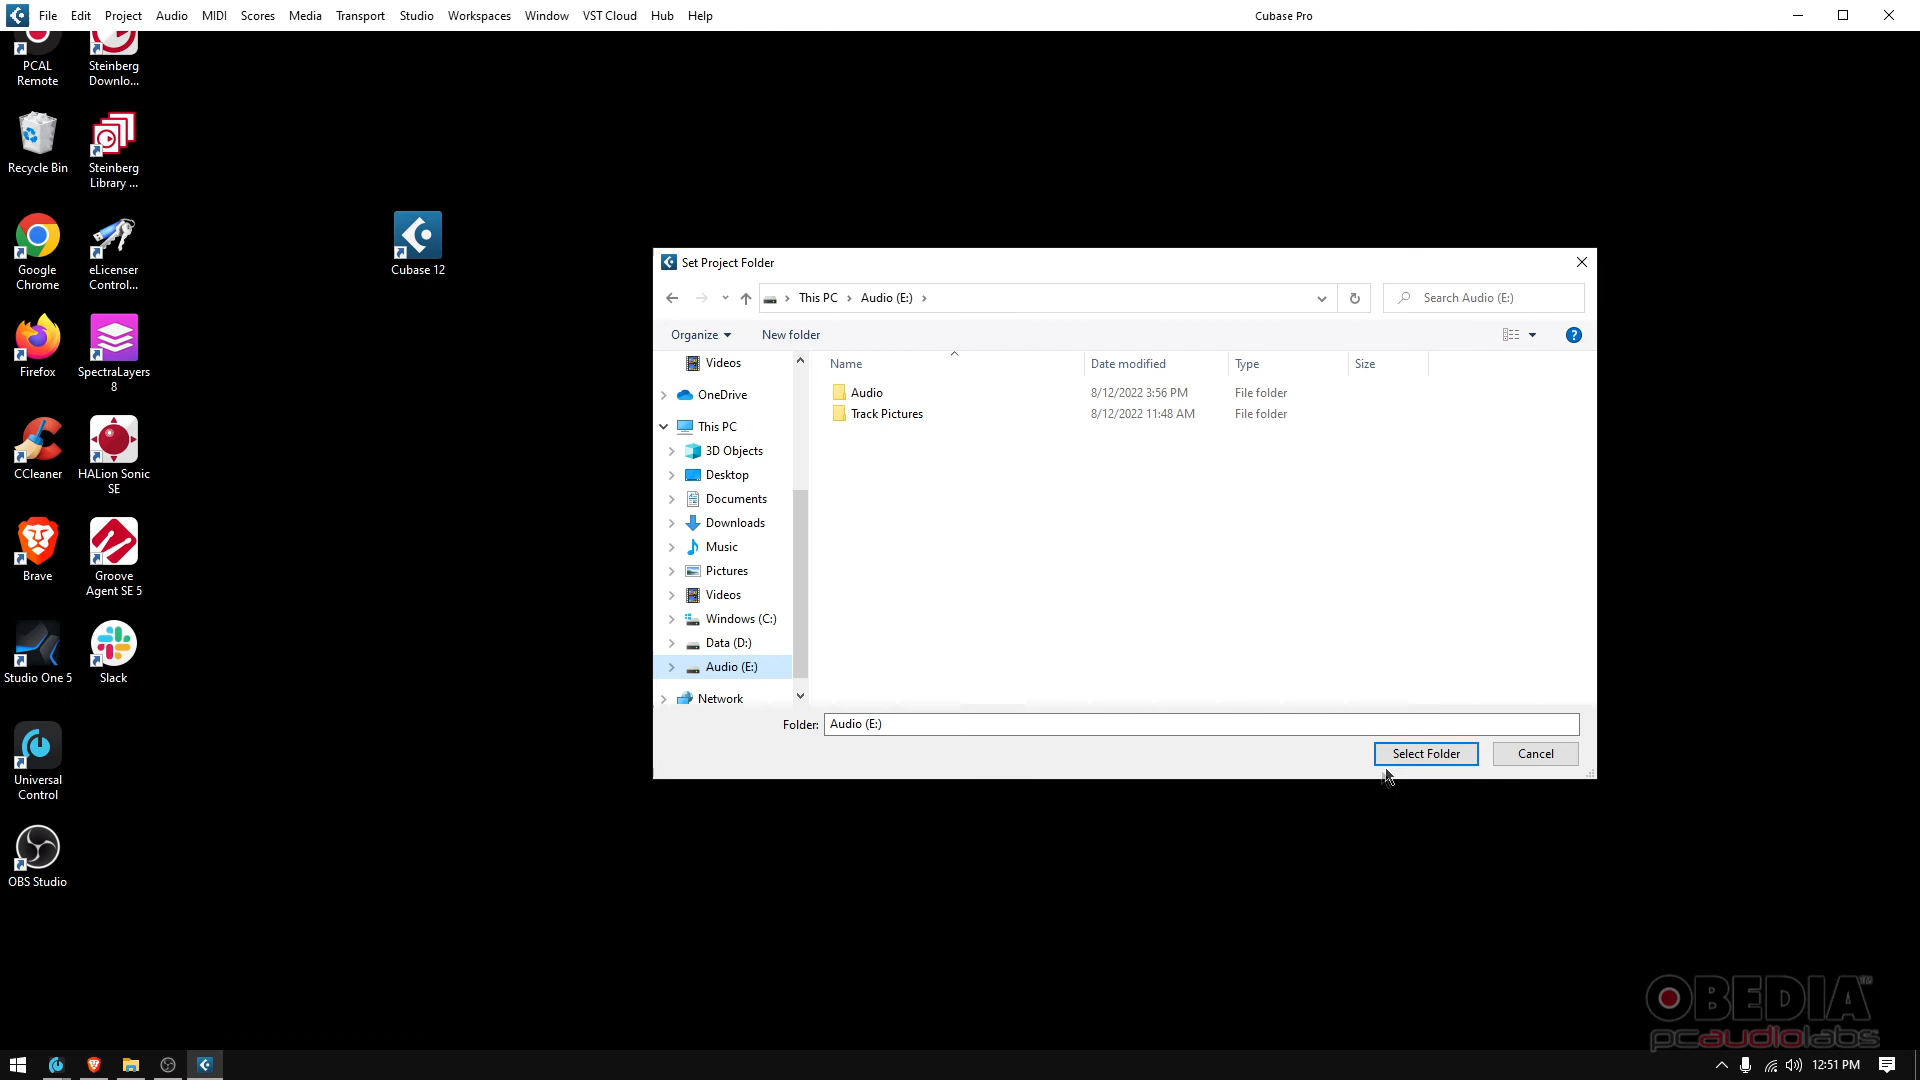 File Edit Project Audio MIDI Scores Media Transport Studio Workspaces Window VST Cloud Hub Help
Cubase Pro
PCAL
Remote
Steinberg
Downlo...
Recycle Bin
Steinberg
Library ...
Google
Chrome
eLicenser
Control...
Cubase 12
Firefox
SpectraLayers
8
CCleaner
HALion Sonic
SE
Brave
Groove
Agent SE 5
Studio One 5
Slack
Universal
Control
OBS Studio
Set Project Folder
This PC > Audio (E:) >
Search Audio (E:)
Organize
New folder
Name
Date modified
Type
Size
Audio 8/12/2022 3:56 PM File folder
Track Pictures 8/12/2022 11:48 AM File folder
Videos
OneDrive
This PC
3D Objects
Desktop
Documents
Downloads
Music
Pictures
Videos
Windows (C:)
Data (D:)
Audio (E:)
Network
Folder: Audio (E:)
Select Folder
Cancel
OBEDIA™
pcaudiolabs
12:51 PM